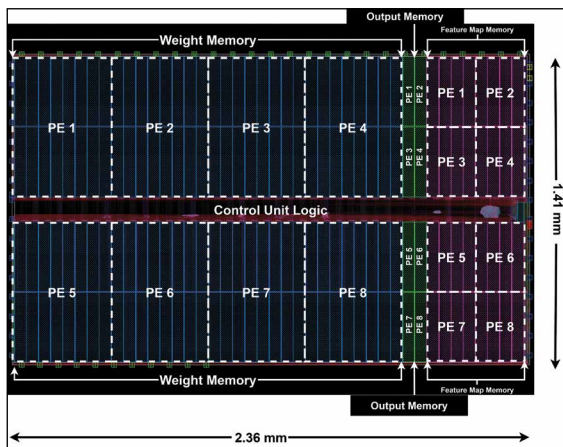 Output Memory
Weight Memory
Feature Map Memory
PE 1
PE 2
PE 3
PE 4
PE 1
PE 2
PE 3
PE 4
PE 1
PE 2
PE 3
PE 4
Control Unit Logic
1.41 mm
PE 5
PE 6
PE 7
PE 8
PE 5
PE 6
PE 7
PE 8
PE 5
PE 6
PE 7
PE 8
Weight Memory
Feature Map Memory
Output Memory
2.36 mm